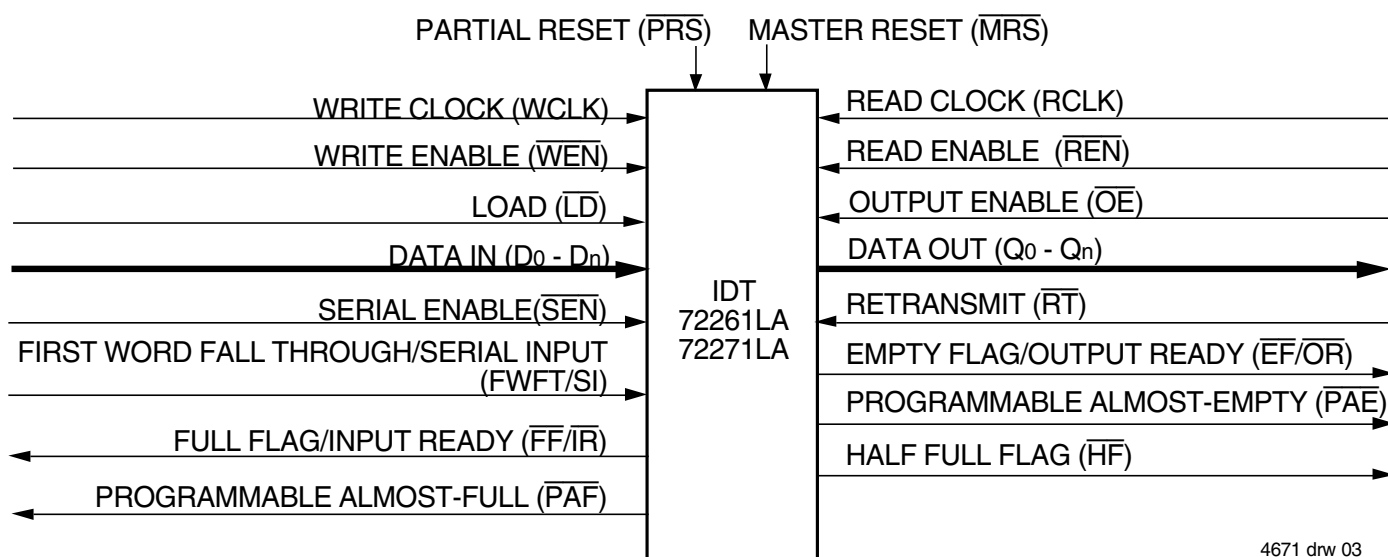 PARTIAL RESET (PRS) MASTER RESET (MRS)
WRITE CLOCK (WCLK)
WRITE ENABLE (WEN)
LOAD (LD)
DATA IN (D0 - Dn)
SERIAL ENABLE(SEN)
FIRST WORD FALL THROUGH/SERIAL INPUT
(FWFT/SI)
FULL FLAG/INPUT READY (FF/IR)
PROGRAMMABLE ALMOST-FULL (PAF)
IDT
72261LA
72271LA
READ CLOCK (RCLK)
READ ENABLE (REN)
OUTPUT ENABLE (OE)
DATA OUT (Q0 - Qn)
RETRANSMIT (RT)
EMPTY FLAG/OUTPUT READY (EF/OR)
PROGRAMMABLE ALMOST-EMPTY (PAE)
HALF FULL FLAG (HF)
4671 drw 03